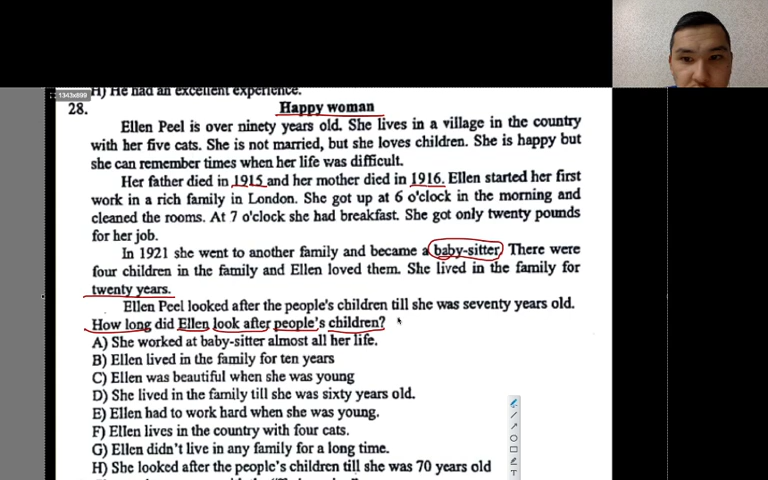 H) He had an excellent experience.
1343x899
28. Happy woman
Ellen Peel is over ninety years old. She lives in a village in the country
with her five cats. She is not married, but she loves children. She is happy but
she can remember times when her life was difficult.
Her father died in 1915 and her mother died in 1916. Ellen started her first
work in a rich family in London. She got up at 6 o'clock in the morning and
cleaned the rooms. At 7 o'clock she had breakfast. She got only twenty pounds
for her job.
In 1921 she went to another family and became a baby-sitter. There were
four children in the family and Ellen loved them. She lived in the family for
twenty years.
Ellen Peel looked after the people's children till she was seventy years old.
How long did Ellen look after people's children?
A) She worked at baby-sitter almost all her life.
B) Ellen lived in the family for ten years
C) Ellen was beautiful when she was young
D) She lived in the family till she was sixty years old.
E) Ellen had to work hard when she was young.
F) Ellen lives in the country with four cats.
G) Ellen didn't live in any family for a long time.
H) She looked after the people's children till she was 70 years old
T